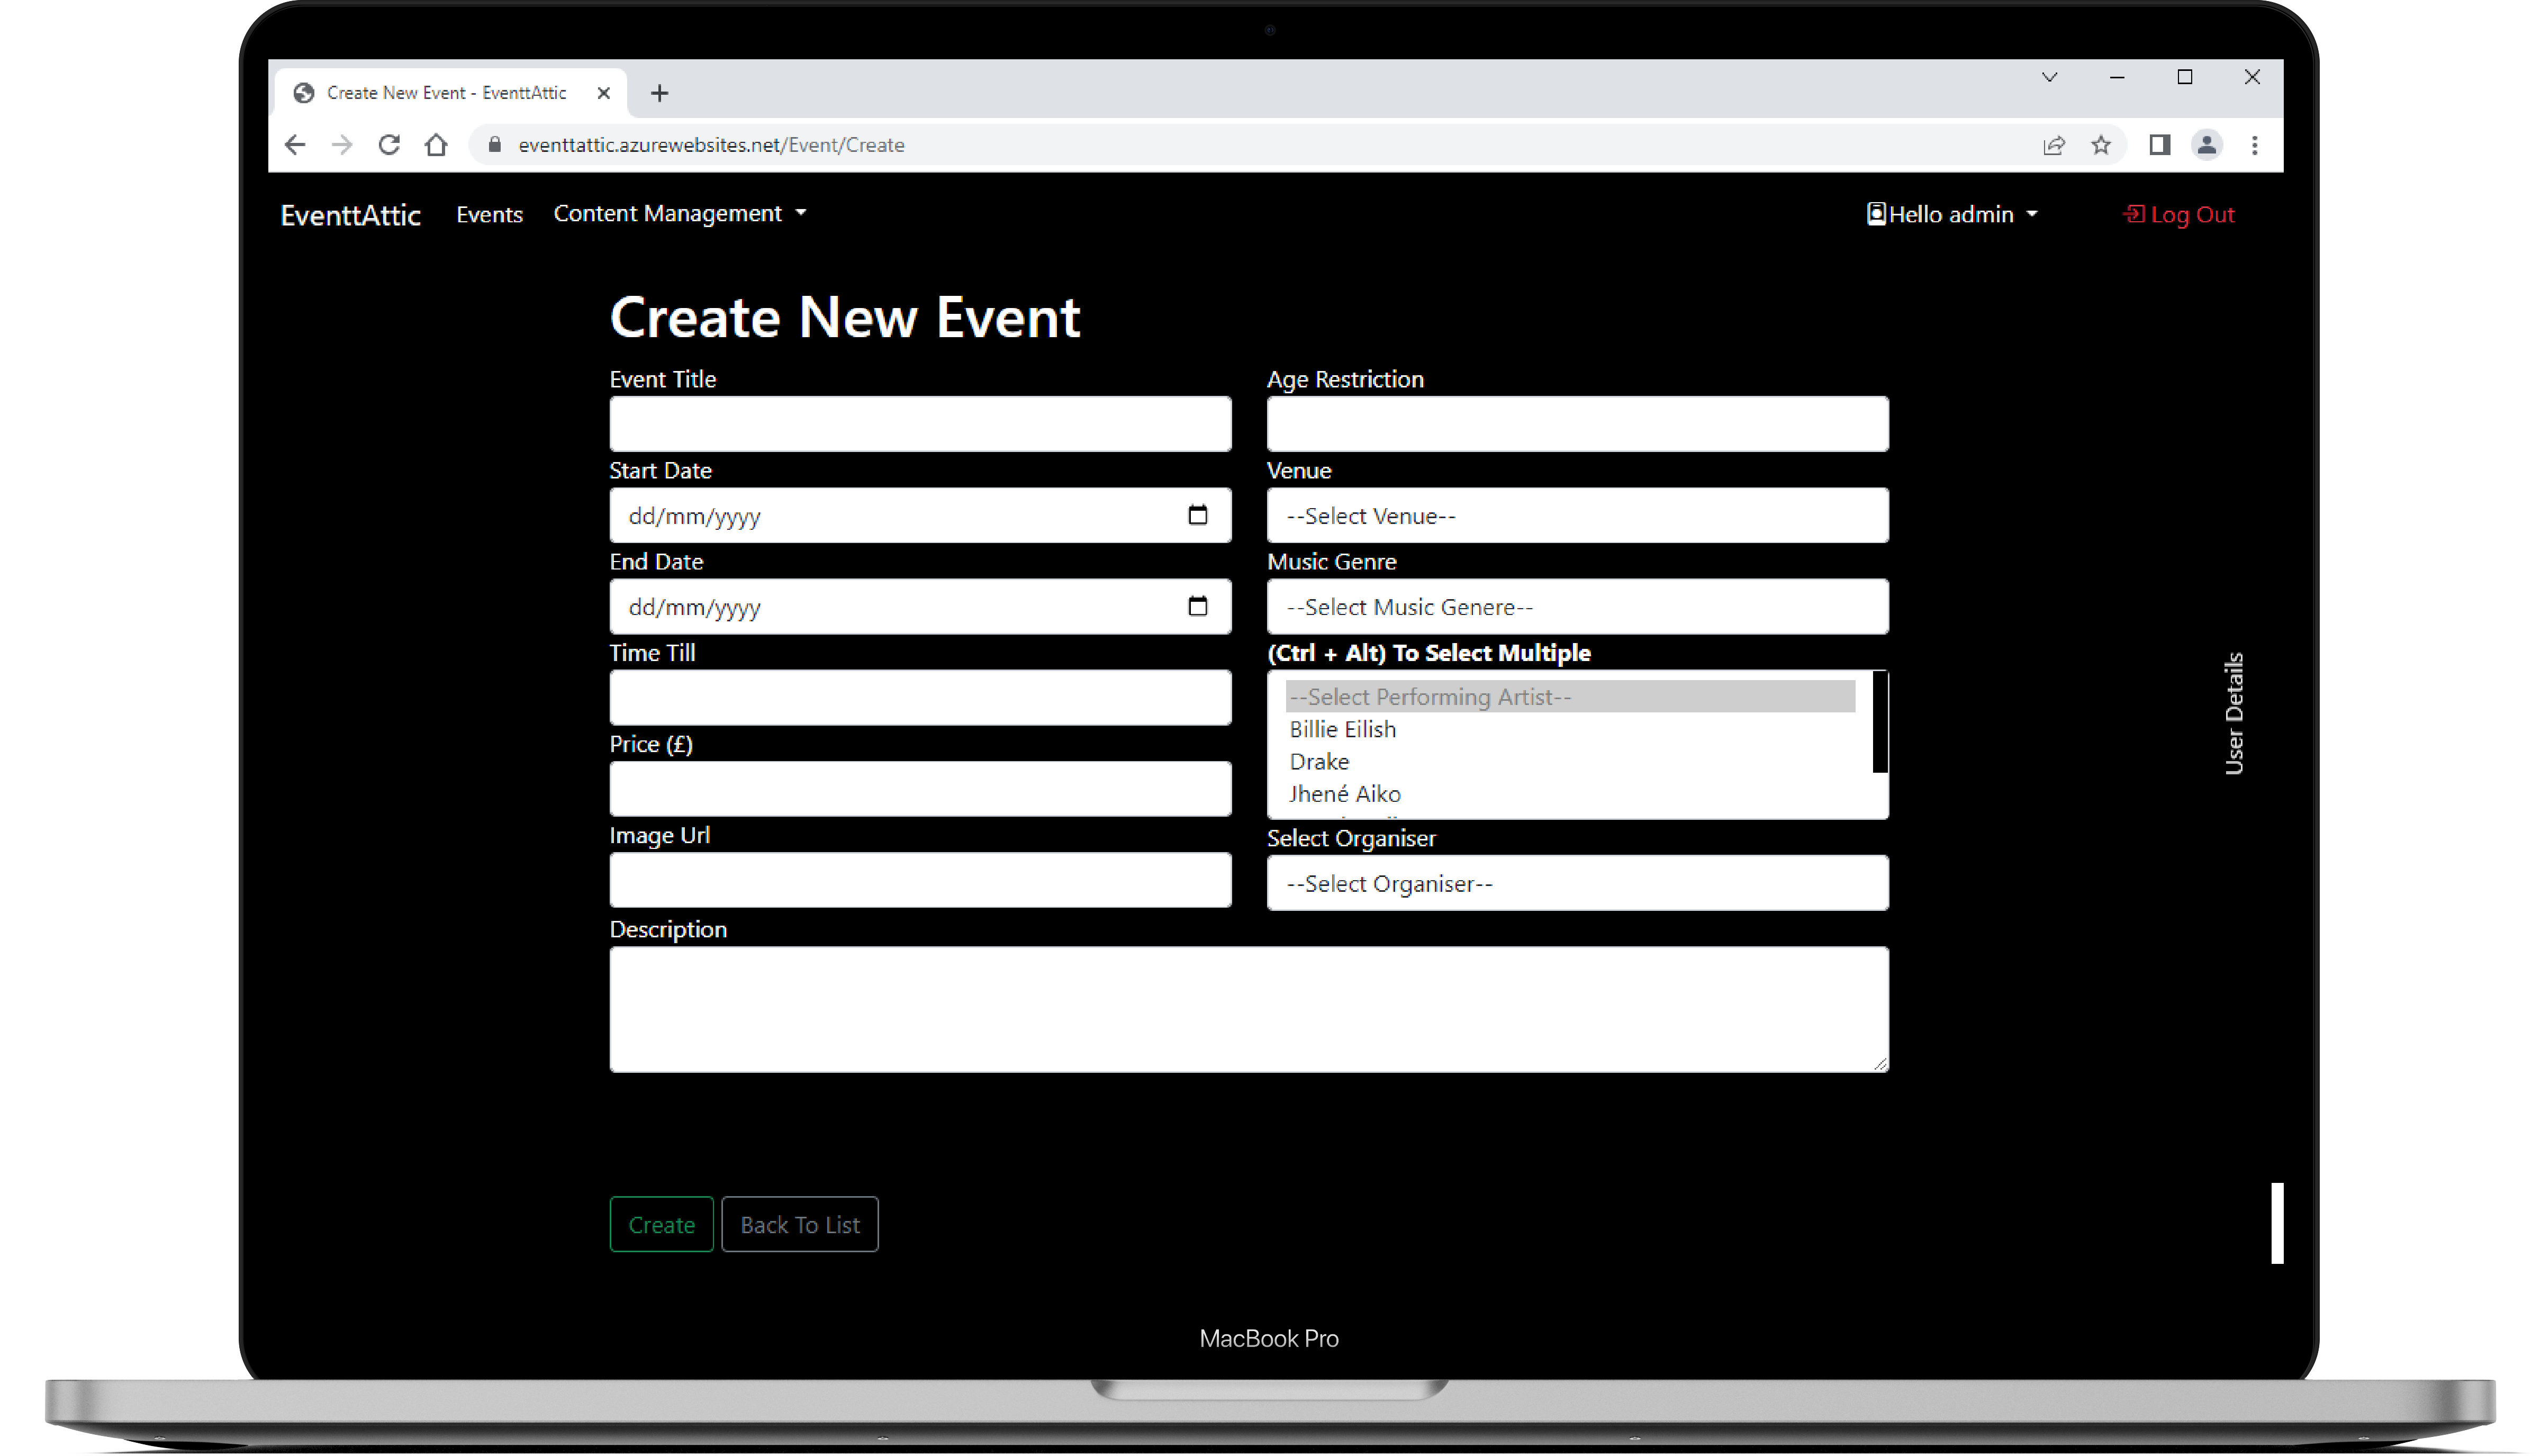 Create New Event - EventtAttic
eventtattic.azurewebsites.net/Event/Create
EventtAttic Events Content Management Hello admin Log Out
Create New Event
Event Title
Age Restriction
Start Date
Venue
dd/mm/yyyy
--Select Venue--
End Date
Music Genre
dd/mm/yyyy
--Select Music Genere--
Time Till
(Ctrl + Alt) To Select Multiple
--Select Performing Artist--
Billie Eilish
Drake
Jhené Aiko
Price (£)
Image Url
Select Organiser
--Select Organiser--
Description
User Details
Create
Back To List
MacBook Pro